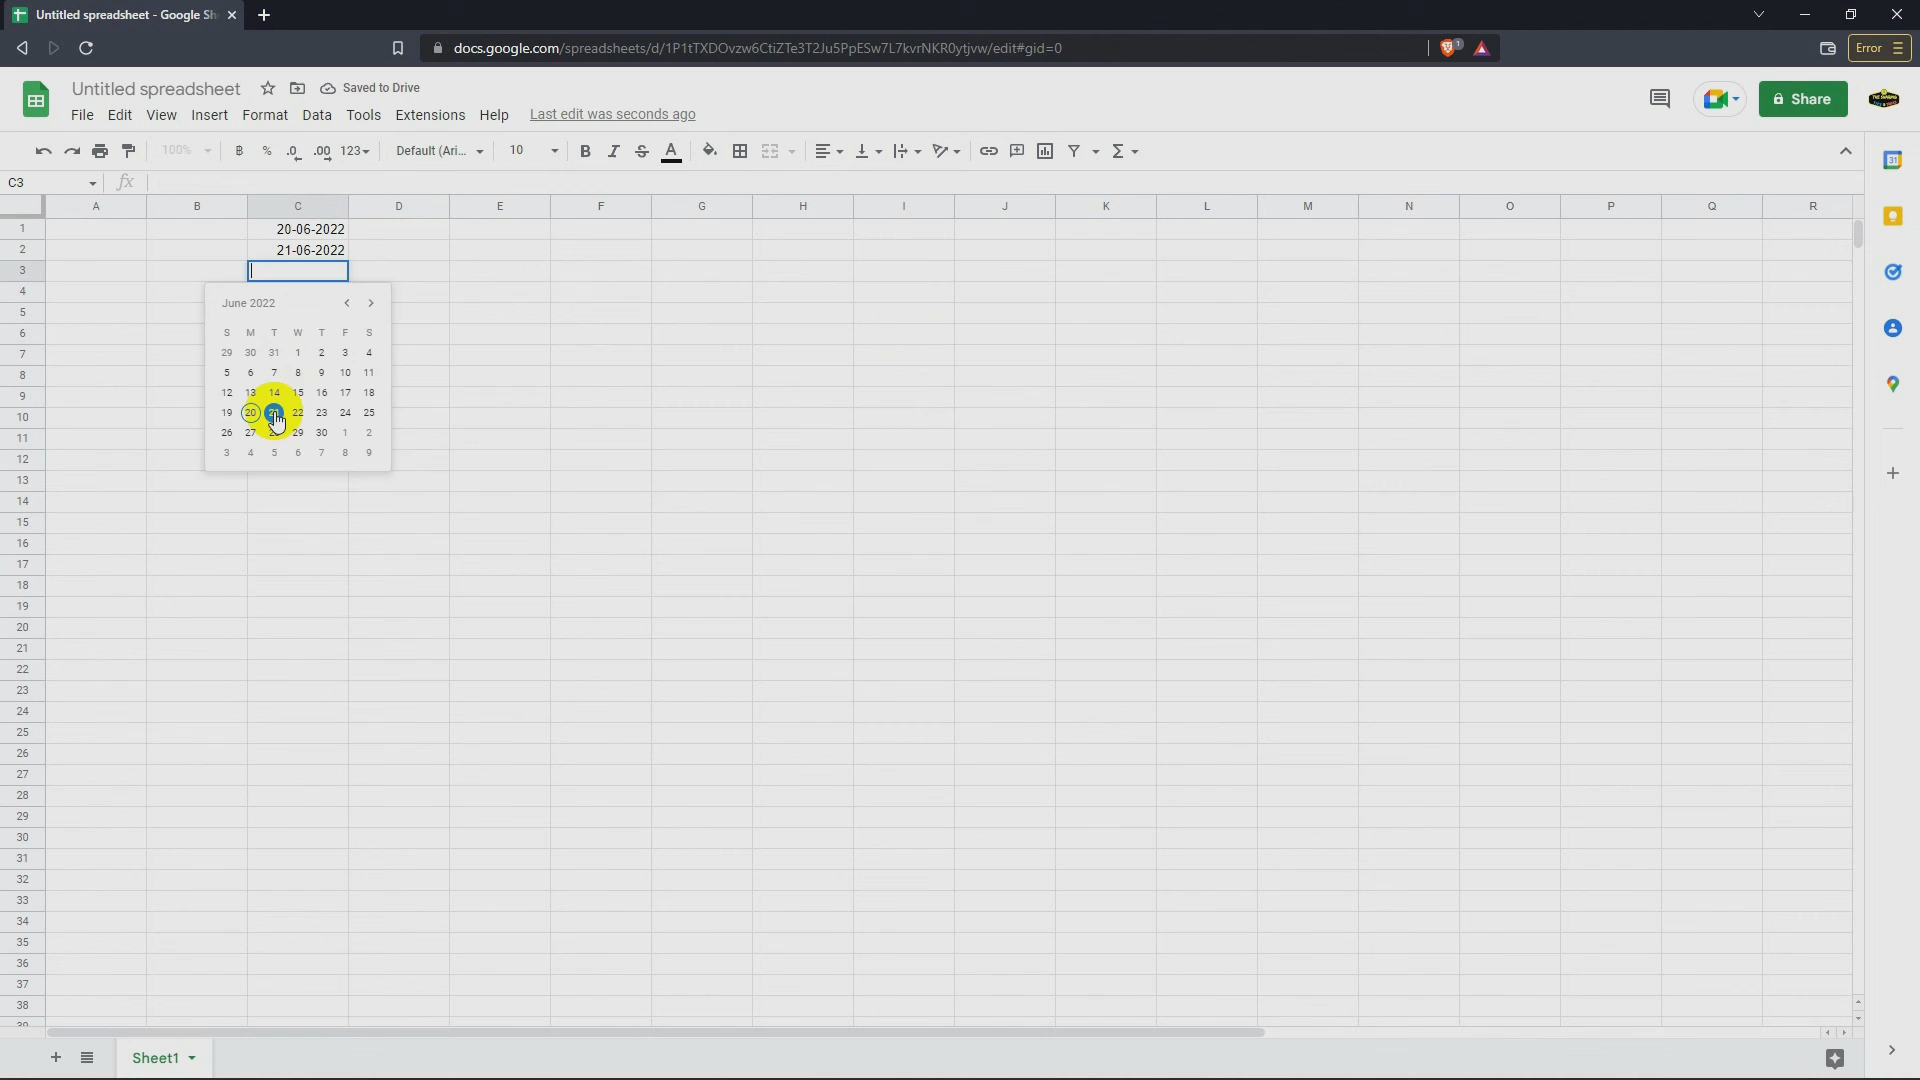 Untitled spreadsheet - Google Sh
docs.google.com/spreadsheets/d/1P1tTXDOvzw6CtiZTe3T2Ju5PpESw7L7kvrNKR0ytjvw/edit#gid=0
1
Error
Untitled spreadsheet
Saved to Drive
File Edit View Insert Format Data Tools Extensions Help Last edit was seconds ago
Share
100% ฿ % .0 .00 123 Default (Ari... 10 B I S A Σ
31
C3 fx
A B C D E F G H I J K L M N O P Q R
1 20-06-2022
2 21-06-2022
3
4
June 2022
5
6
S M T W T F S
7
29 30 31 1 2 3 4
8
5 6 7 8 9 10 11
9
12 13 14 15 16 17 18
10
19 20 21 22 23 24 25
11
26 27 28 29 30 1 2
12
3 4 5 6 7 8 9
13
14
15
16
17
18
19
20
21
22
23
24
25
26
27
28
29
30
31
32
33
34
35
36
37
38
39
Sheet1